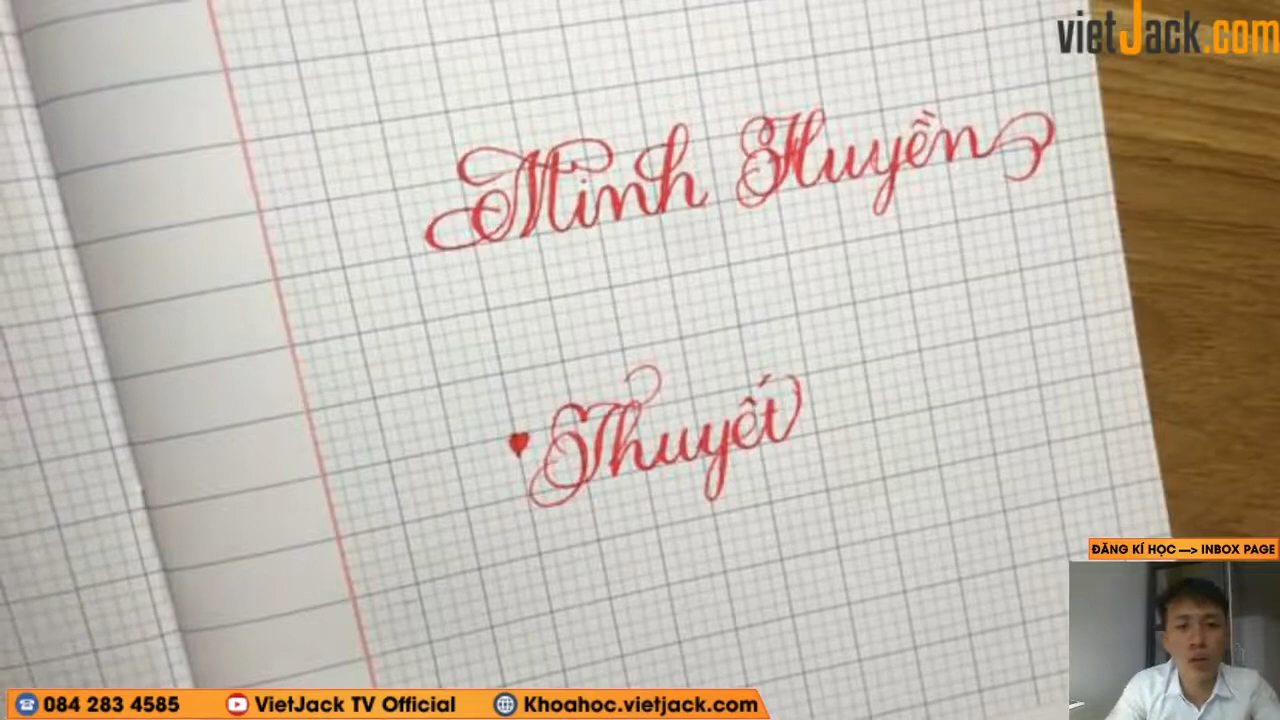 vietJack.com
Minh Huyền
Thuyết
ĐĂNG KÍ HỌC —> INBOX PAGE
084 283 4585 VietJack TV Official Khoahoc.vietjack.com